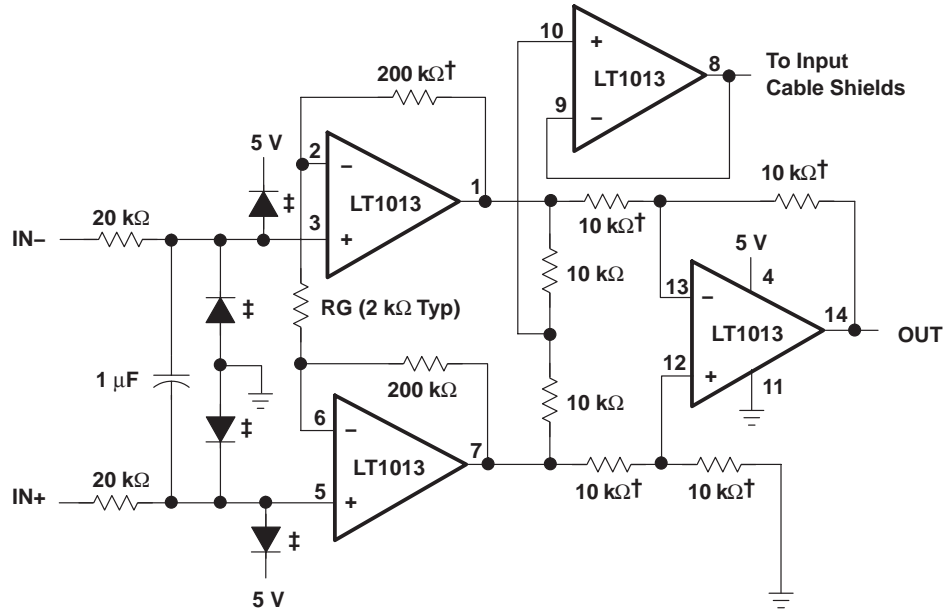 10
+
LT1013
8
To Input
Cable Shields
9
−
200 kΩ†
5 V
2
−
‡
LT1013
1
20 kΩ
3
+
IN−
10 kΩ†
10 kΩ†
10 kΩ
5 V
4
13
−
‡
RG (2 kΩ Typ)
LT1013
14
OUT
1 μF
200 kΩ
12
+
11
‡
10 kΩ
6
−
LT1013
7
20 kΩ
IN+
5
+
10 kΩ†
10 kΩ†
‡
5 V